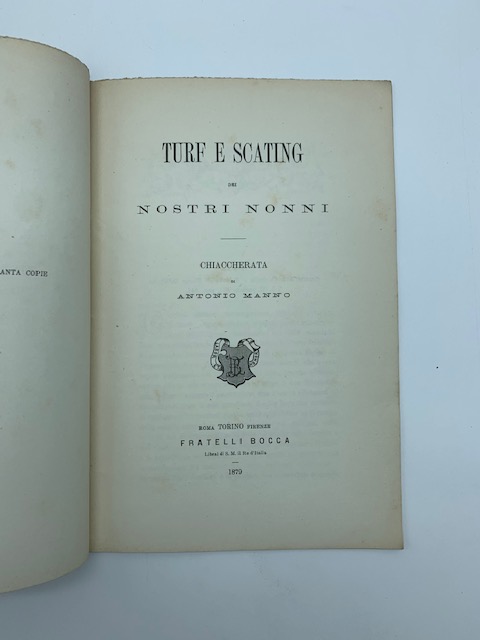 ANTA COPIE
TURF E SCATING
DEI
NOSTRI NONNI
CHIACCHERATA
DI
ANTONIO MANNO
ROMA TORINO FIRENZE
FRATELLI BOCCA
Librai di S. M. il Re d'Italia
1879